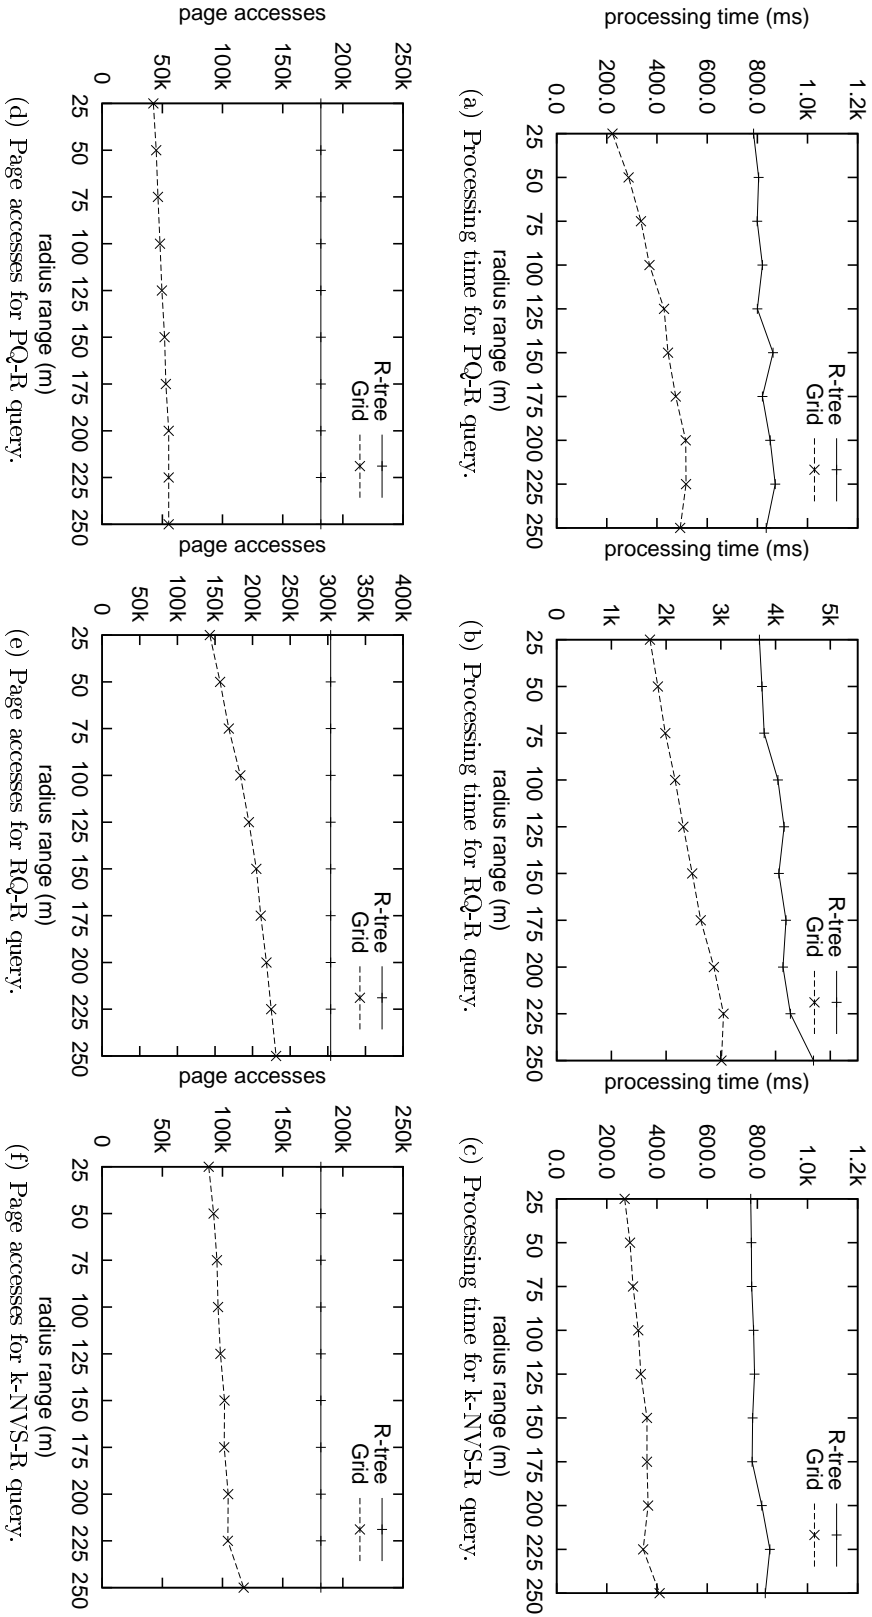 processing time (ms)
1.2k
1.0k
800.0
600.0
400.0
200.0
0.0
25 50 75 100 125 150 175 200 225 250
radius range (m)
R-tree
Grid
(a) Processing time for PQ-R query.
processing time (ms)
5k
4k
3k
2k
1k
0
25 50 75 100 125 150 175 200 225 250
radius range (m)
R-tree
Grid
(b) Processing time for RQ-R query.
processing time (ms)
1.2k
1.0k
800.0
600.0
400.0
200.0
0.0
25 50 75 100 125 150 175 200 225 250
radius range (m)
R-tree
Grid
(c) Processing time for k-NVS-R query.
page accesses
250k
200k
150k
100k
50k
0
25 50 75 100 125 150 175 200 225 250
radius range (m)
R-tree
Grid
(d) Page accesses for PQ-R query.
page accesses
400k
350k
300k
250k
200k
150k
100k
50k
0
25 50 75 100 125 150 175 200 225 250
radius range (m)
R-tree
Grid
(e) Page accesses for RQ-R query.
page accesses
250k
200k
150k
100k
50k
0
25 50 75 100 125 150 175 200 225 250
radius range (m)
R-tree
Grid
(f) Page accesses for k-NVS-R query.